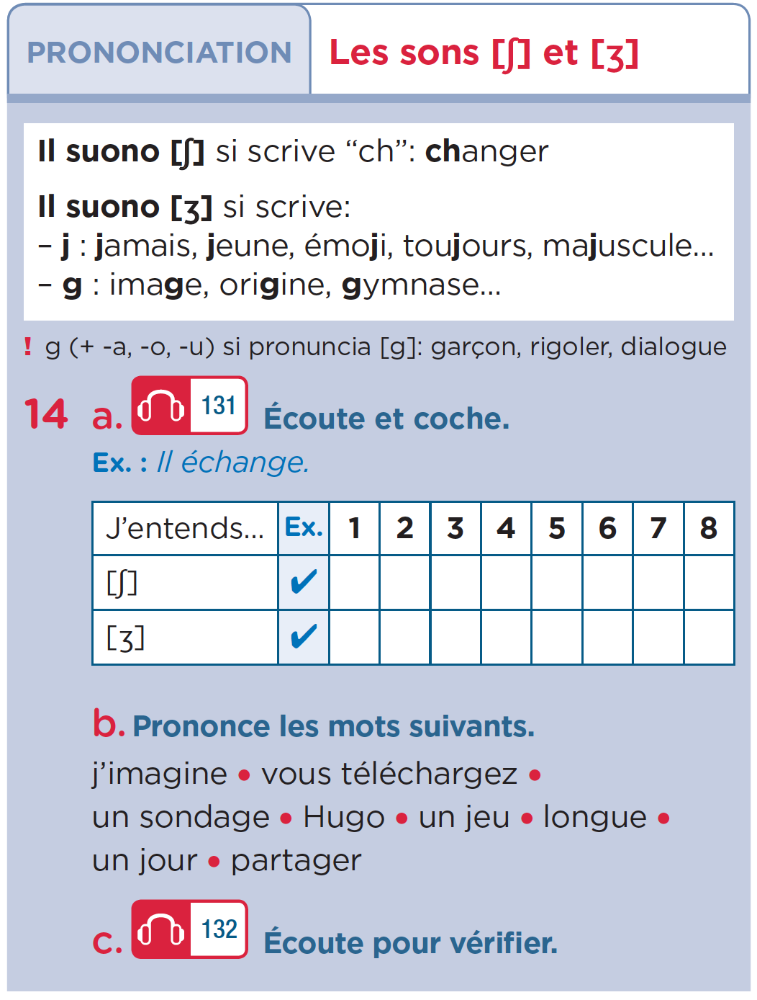 PRONONCIATION Les sons [ʃ] et [ʒ]
Il suono [ʃ] si scrive “ch”: changer
Il suono [ʒ] si scrive:
– j : jamais, jeune, émoji, toujours, majuscule...
– g : image, origine, gymnase...
! g (+ -a, -o, -u) si pronuncia [g]: garçon, rigoler, dialogue
14 a. 131 Écoute et coche.
Ex. : Il échange.
J’entends... Ex. 1 2 3 4 5 6 7 8
[ʃ] ✔
[ʒ] ✔
b. Prononce les mots suivants.
j’imagine • vous téléchargez •
un sondage • Hugo • un jeu • longue •
un jour • partager
c. 132 Écoute pour vérifier.